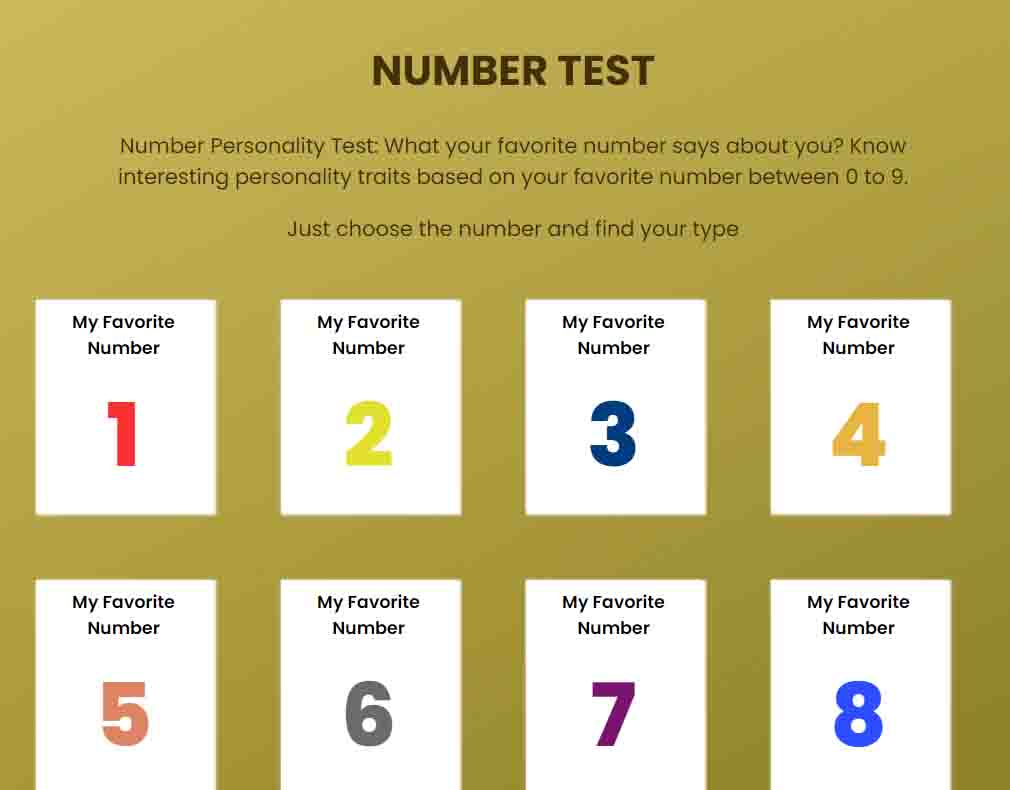 NUMBER TEST
Number Personality Test: What your favorite number says about you? Know
interesting personality traits based on your favorite number between 0 to 9.
Just choose the number and find your type
My Favorite
Number
1
My Favorite
Number
2
My Favorite
Number
3
My Favorite
Number
4
My Favorite
Number
5
My Favorite
Number
6
My Favorite
Number
7
My Favorite
Number
8